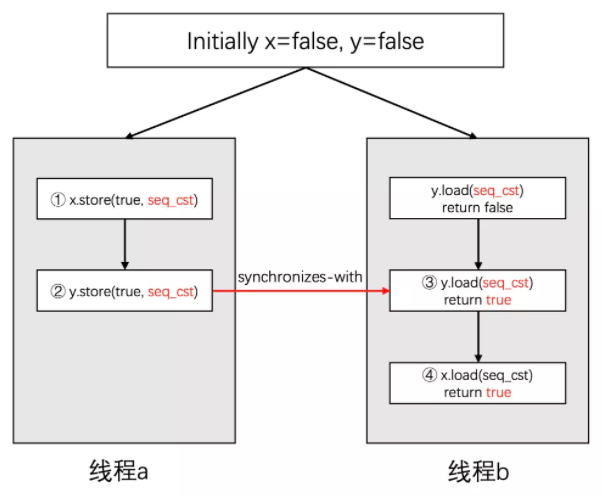 Initially x=false, y=false
① x.store(true, seq_cst)
② y.store(true, seq_cst)
synchronizes-with
y.load(seq_cst)
return false
③ y.load(seq_cst)
return true
④ x.load(seq_cst)
return true
线程a
线程b